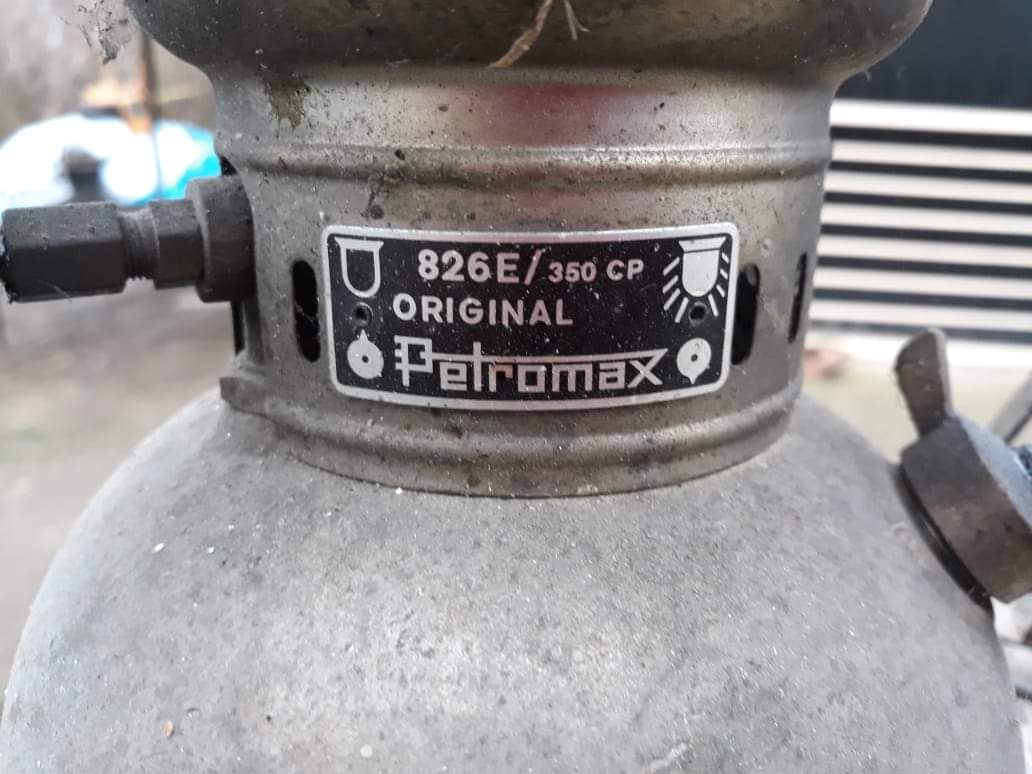 826E/350 CP
ORIGINAL
Petromax